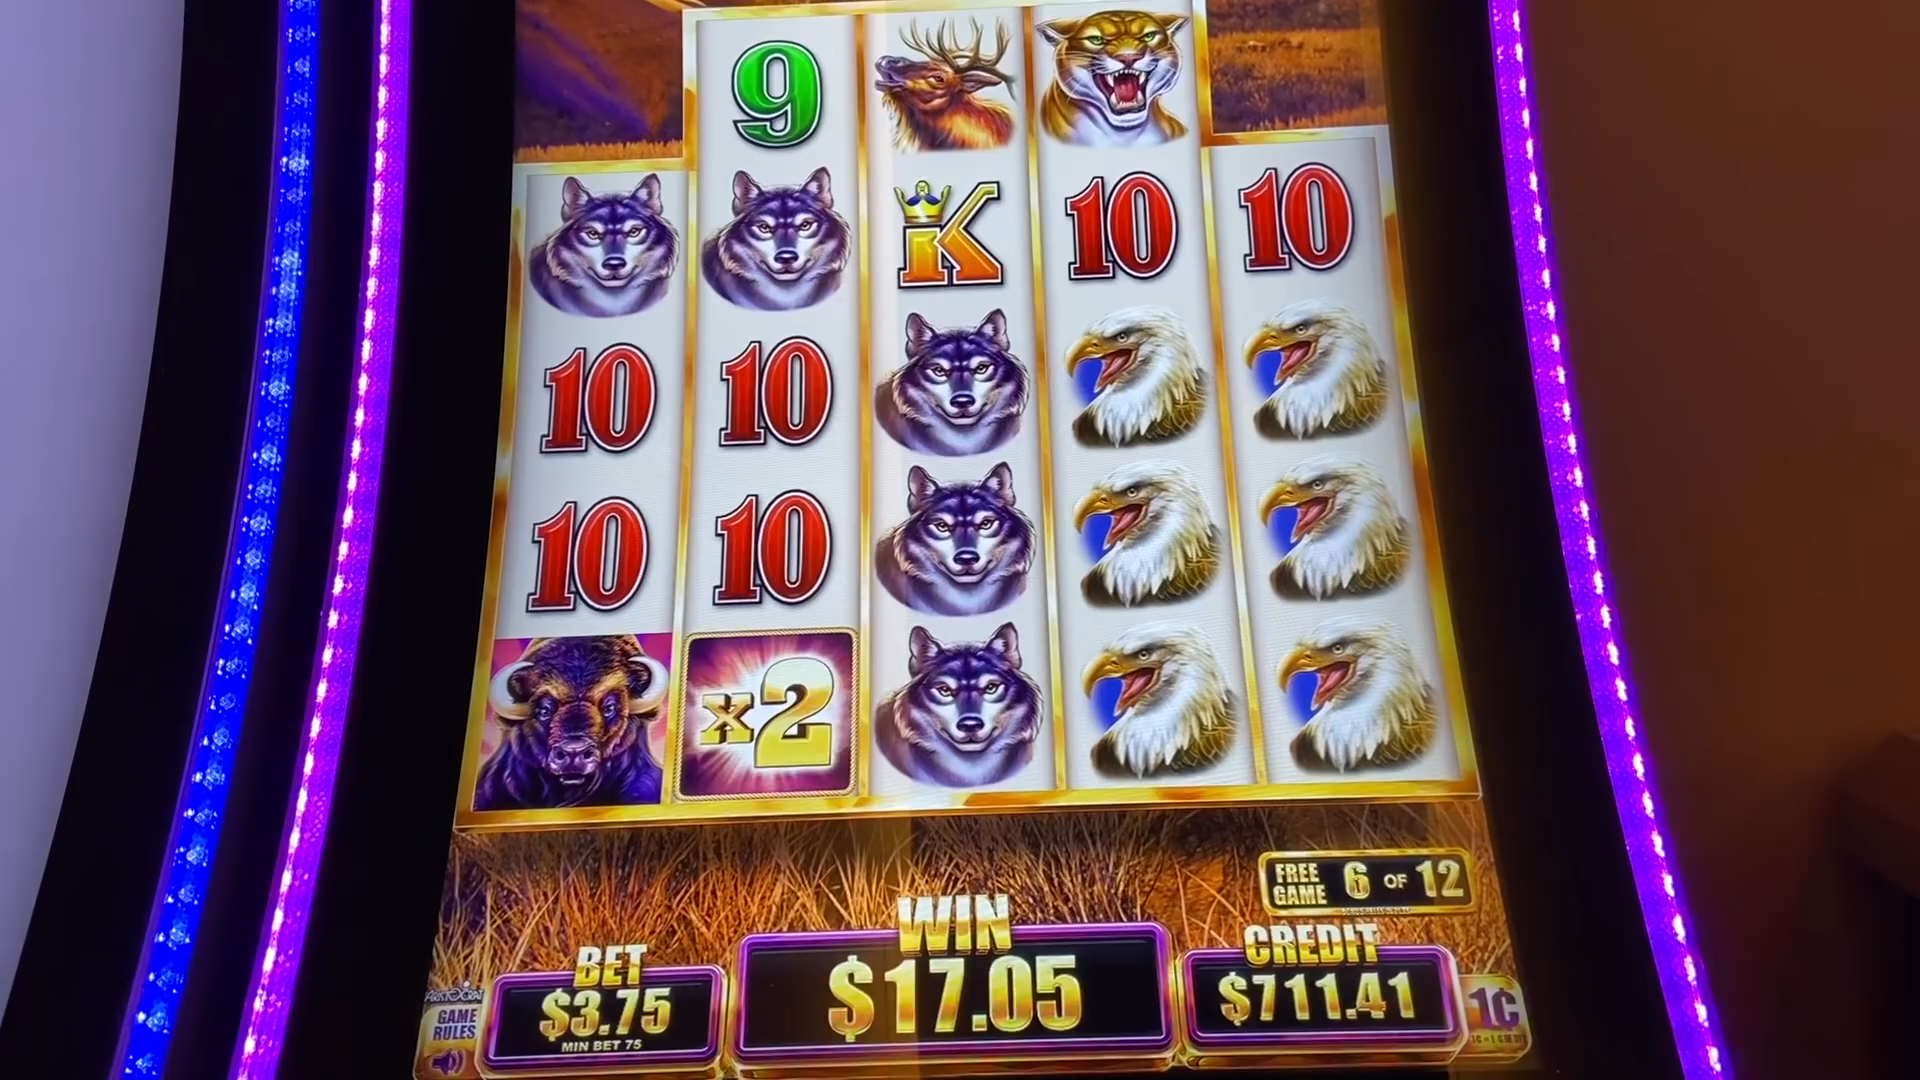 9
K 10 10
10 10
10 10
x2
FREE GAME 6 OF 12
WIN
BET CREDIT
$3.75 $17.05 $711.41
MIN BET 75
ARISTOCRAT
GAME RULES
1¢